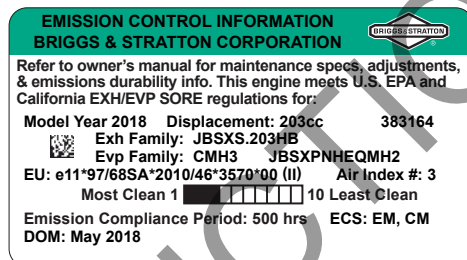 EMISSION CONTROL INFORMATION
BRIGGS & STRATTON CORPORATION
BRIGGS&STRATTON
Refer to owner's manual for maintenance specs, adjustments,
& emissions durability info. This engine meets U.S. EPA and
California EXH/EVP SORE regulations for:
Model Year 2018 Displacement: 203cc 383164
Exh Family: JBSXS.203HB
Evp Family: CMH3 JBSXPNHEQMH2
EU: e11*97/68SA*2010/46*3570*00 (II) Air Index #: 3
Most Clean 1 10 Least Clean
Emission Compliance Period: 500 hrs ECS: EM, CM
DOM: May 2018